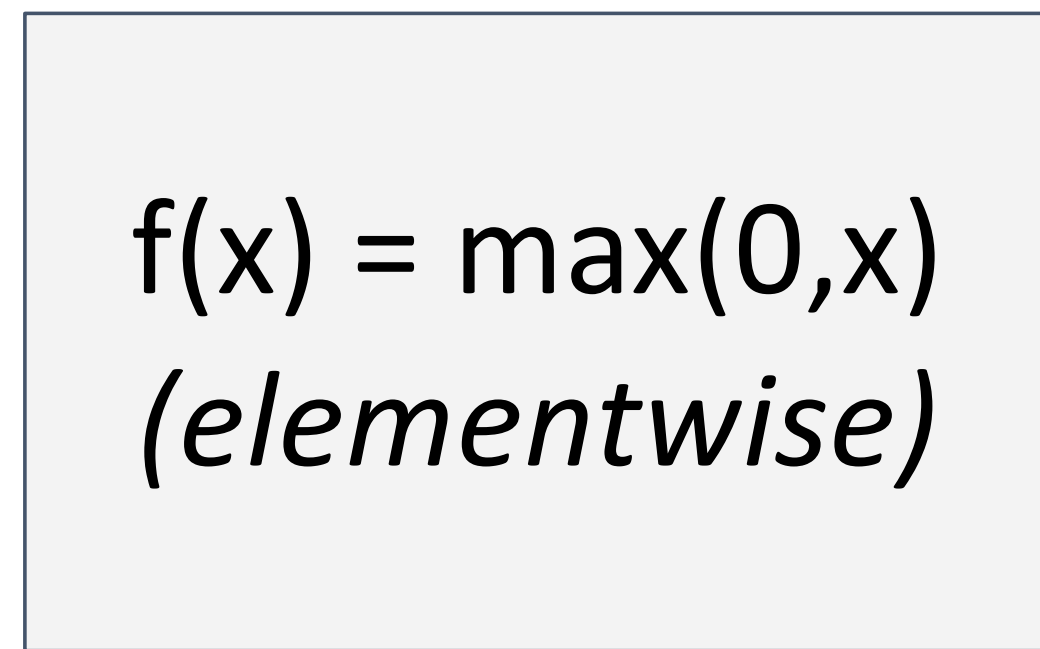 f(x) = max(0,x)
(elementwise)